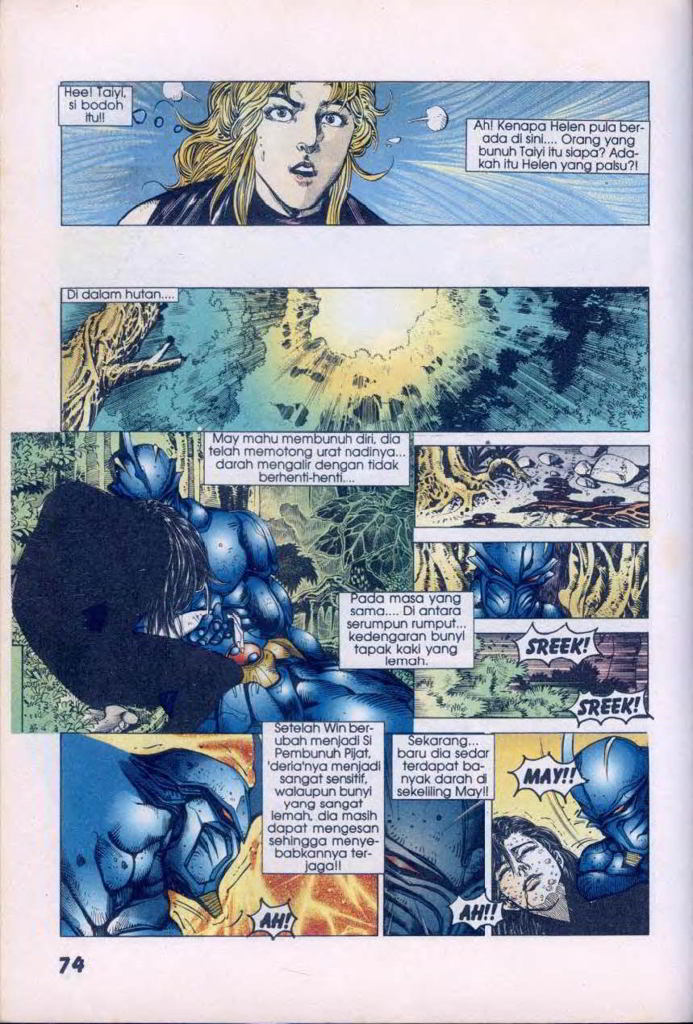 Hee! Taiyi,
si bodoh
itu!!
Ah! Kenapa Helen pula ber-
ada di sini.... Orang yang
bunuh Taiyi itu siapa? Ada-
kah itu Helen yang palsu?!
Di dalam hutan....
May mahu membunuh diri, dia
telah memotong urat nadinya...
darah mengalir dengan tidak
berhenti-henti....
Pada masa yang
sama.... Di antara
serumpun rumput...
kedengaran bunyi
tapak kaki yang
lemah.
SREEK!
SREEK!
Setelah Win ber-
ubah menjadi Si
Pembunuh Pijat,
'deria'nya menjadi
sangat sensitif,
walaupun bunyi
yang sangat
lemah, dia masih
dapat mengesan
sehingga menye-
babkannya ter-
jaga!!
AH!
Sekarang...
baru dia sedar
terdapat ba-
nyak darah di
sekeliling May!!
AH!!
MAY!!
74